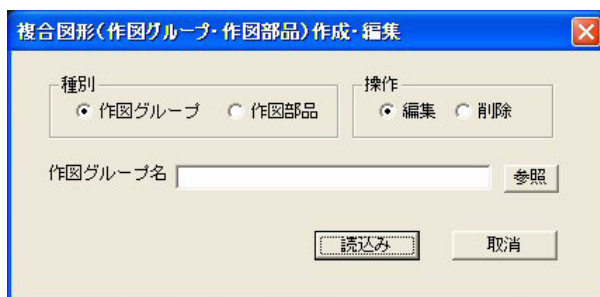 複合図形(作図グループ・作図部品)作成・編集
種別
作図グループ 作図部品
操作
編集 削除
作図グループ名 参照
読込み 取消